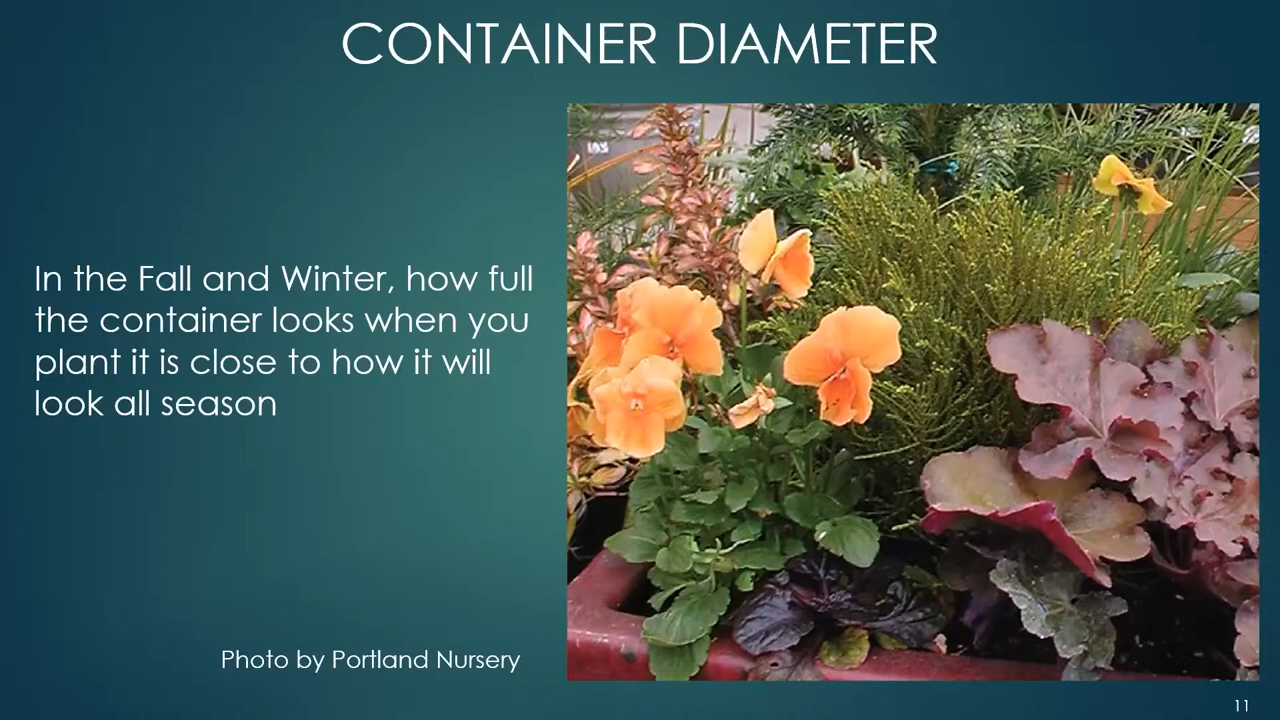 CONTAINER DIAMETER
In the Fall and Winter, how full
the container looks when you
plant it is close to how it will
look all season
Photo by Portland Nursery
11